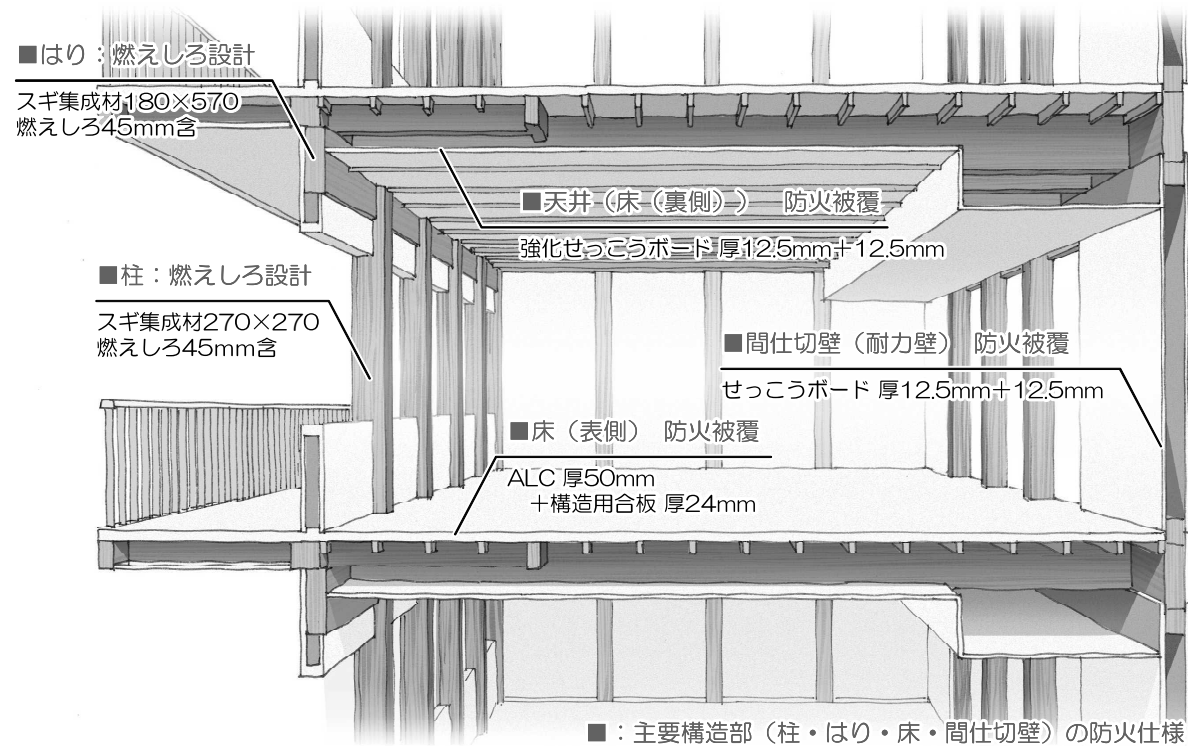 ■はり：燃えしろ設計
スギ集成材180×570
燃えしろ45mm含
■天井（床（裏側））　防火被覆
強化せっこうボード 厚12.5mm＋12.5mm
■柱：燃えしろ設計
スギ集成材270×270
燃えしろ45mm含
■間仕切壁（耐力壁）　防火被覆
せっこうボード 厚12.5mm＋12.5mm
■床（表側）　防火被覆
ALC 厚50mm
＋構造用合板 厚24mm
■：主要構造部（柱・はり・床・間仕切壁）の防火仕様